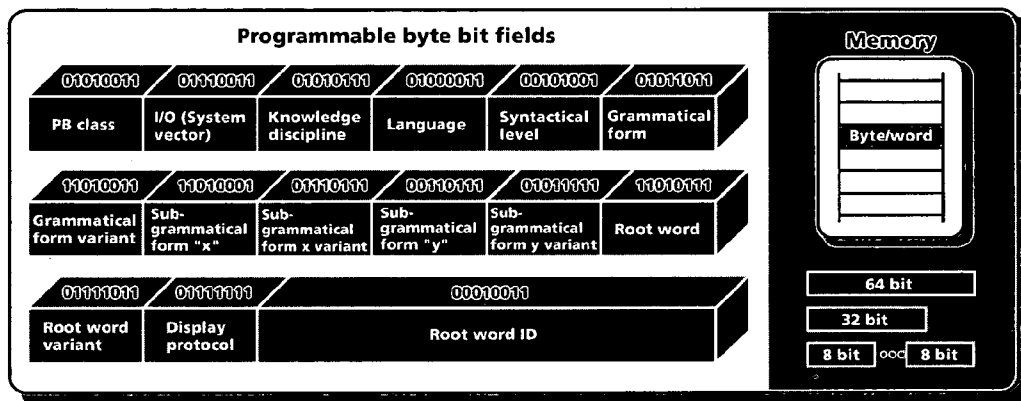 Programmable byte bit fields
01010011 01110011 01010111 01000011 00101001 01011011
PB class
I/O (System
vector)
Knowledge
discipline
Language
Syntactical
level
Grammatical
form
11010011 11010001 01110111 00110111 01011111 11010111
Grammatical
form variant
Sub-
grammatical
form "x"
Sub-
grammatical
form x variant
Sub-
grammatical
form "y"
Sub-
grammatical
form y variant
Root word
01111011 01111111 00010011
Root word
variant
Display
protocol
Root word ID
Memory
Byte/word
64 bit
32 bit
8 bit ooo 8 bit